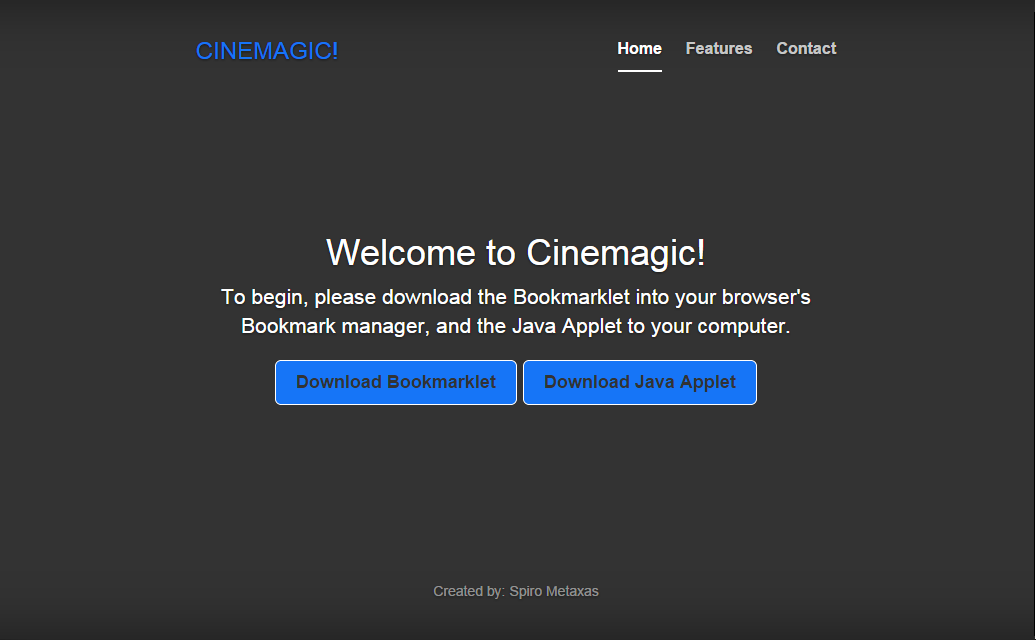 CINEMAGIC!
Home Features Contact
Welcome to Cinemagic!
To begin, please download the Bookmarklet into your browser's
Bookmark manager, and the Java Applet to your computer.
Download Bookmarklet Download Java Applet
Created by: Spiro Metaxas